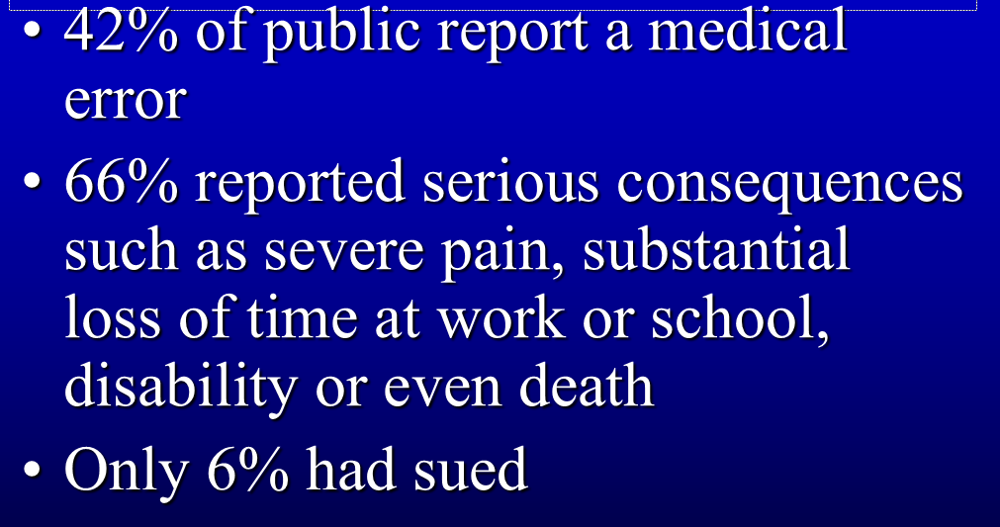 • 42% of public report a medical
error
• 66% reported serious consequences
such as severe pain, substantial
loss of time at work or school,
disability or even death
• Only 6% had sued